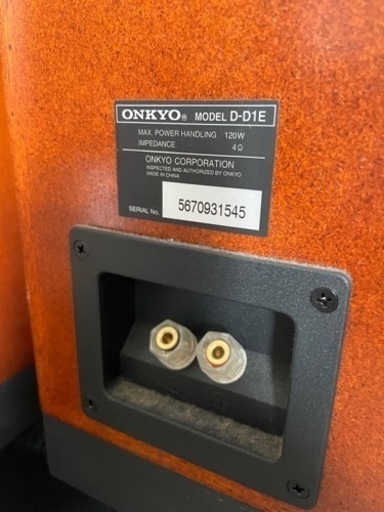 ONKYO® MODEL D-D1E
MAX. POWER HANDLING 120W
IMPEDANCE 4Ω
ONKYO CORPORATION
INSPECTED AND AUTHORIZED BY ONKYO
MADE IN CHINA
SERIAL No. 5670931545